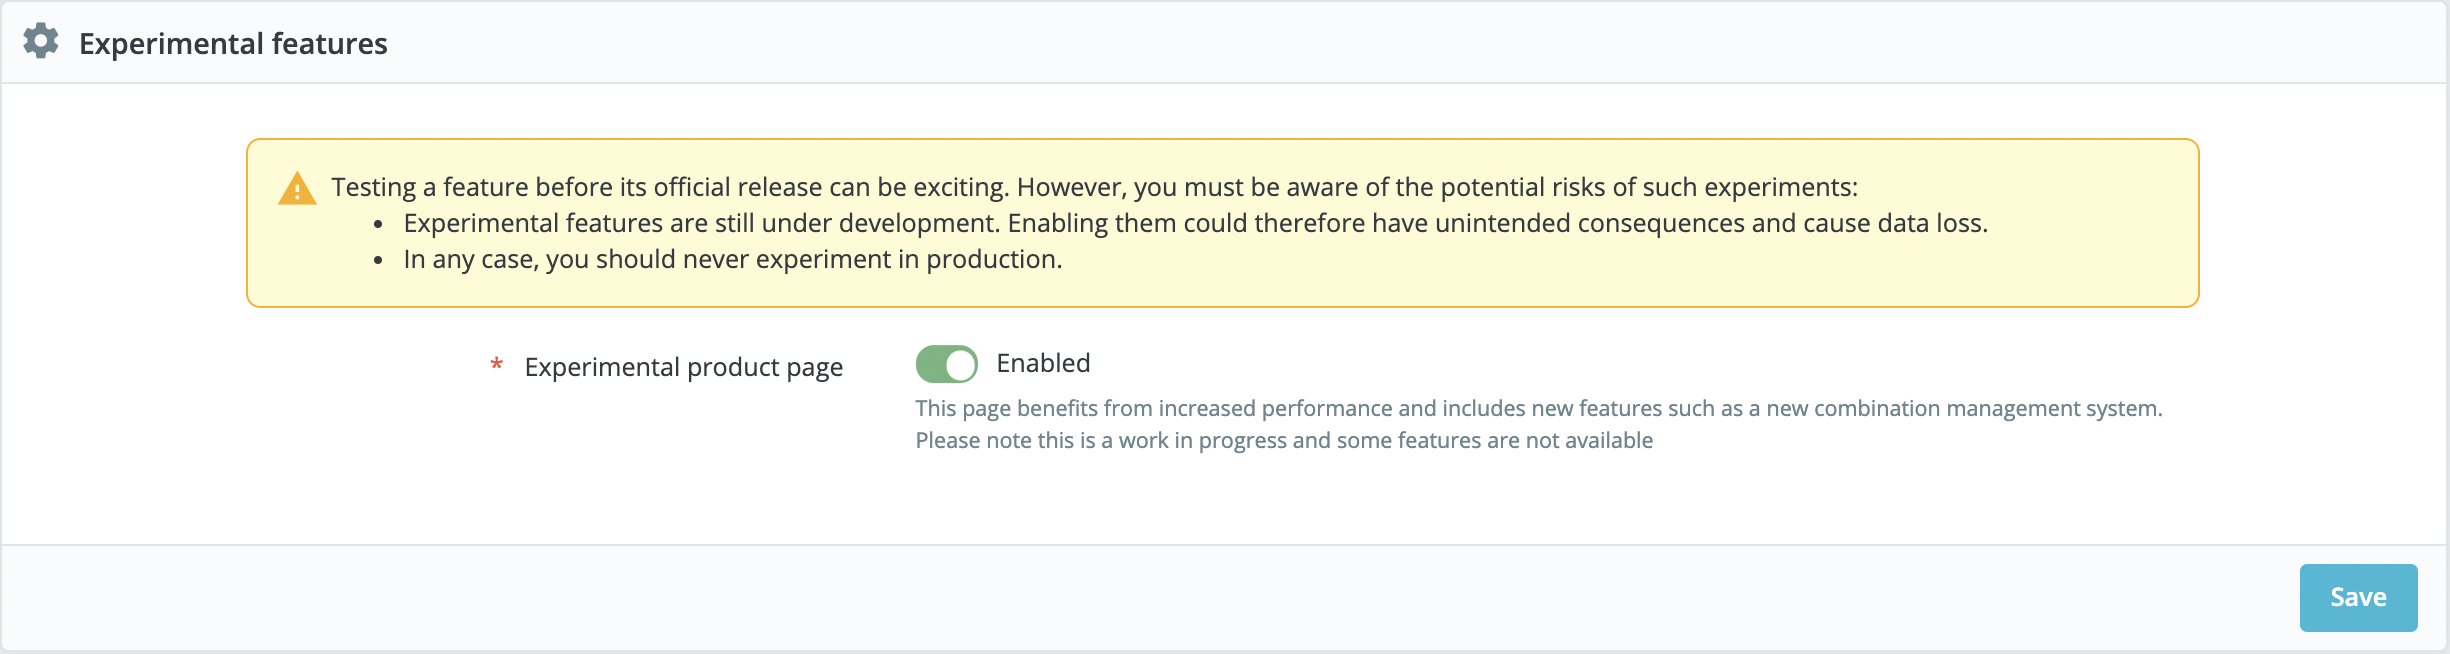 Experimental features
Testing a feature before its official release can be exciting. However, you must be aware of the potential risks of such experiments:
• Experimental features are still under development. Enabling them could therefore have unintended consequences and cause data loss.
• In any case, you should never experiment in production.
* Experimental product page
Enabled
This page benefits from increased performance and includes new features such as a new combination management system.
Please note this is a work in progress and some features are not available
Save